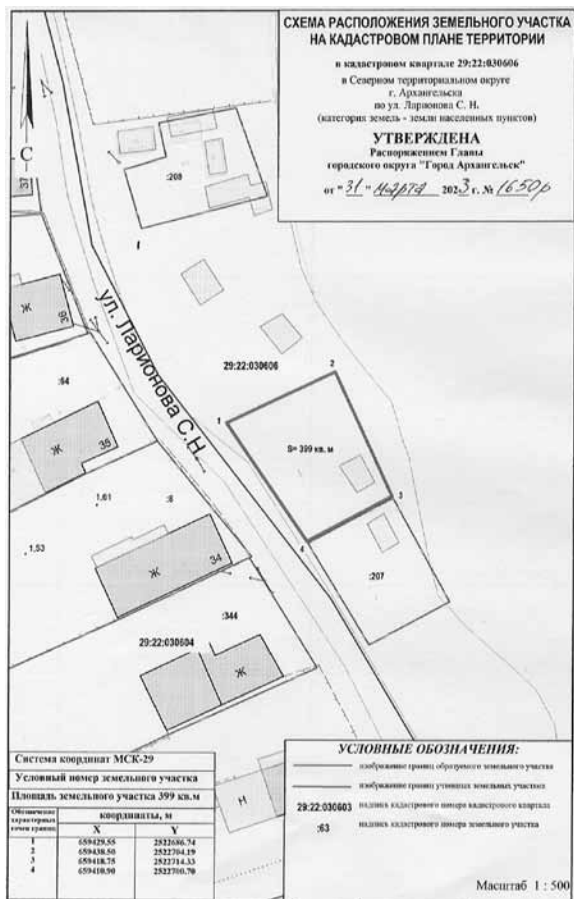 СХЕМА РАСПОЛОЖЕНИЯ ЗЕМЕЛЬНОГО УЧАСТКА
НА КАДАСТРОВОМ ПЛАНЕ ТЕРРИТОРИИ
в кадастровом квартале 29:22:030606
в Северном территориальном округе
г. Архангельска
по ул. Ларионова С. Н.
(категория земель - земли населенных пунктов)
УТВЕРЖДЕНА
Распоряжением Главы
городского округа "Город Архангельск"
от "31" марта 2023 г. № 1650р
С
37
:208
Ж
36
ул. Ларионова С.Н.
:64
29:22:030606
2
1
Ж
35
S= 399 кв. м
3
1,61
:8
4
1,53
Ж
34
:207
:344
29:22:030604
Ж
Н
Система координат МСК-29
Условный номер земельного участка
Площадь земельного участка 399 кв.м
Обозначение характерных точек границ
координаты, м
X Y
1 659429.55 2522686.74
2 659438.50 2522704.19
3 659418.75 2522714.33
4 659410.90 2522700.70
УСЛОВНЫЕ ОБОЗНАЧЕНИЯ:
изображение границ образуемого земельного участка
изображение границ учтенных земельных участков
29:22:030603 надпись кадастрового номера кадастрового квартала
:63 надпись кадастрового номера земельного участка
Масштаб 1 : 500